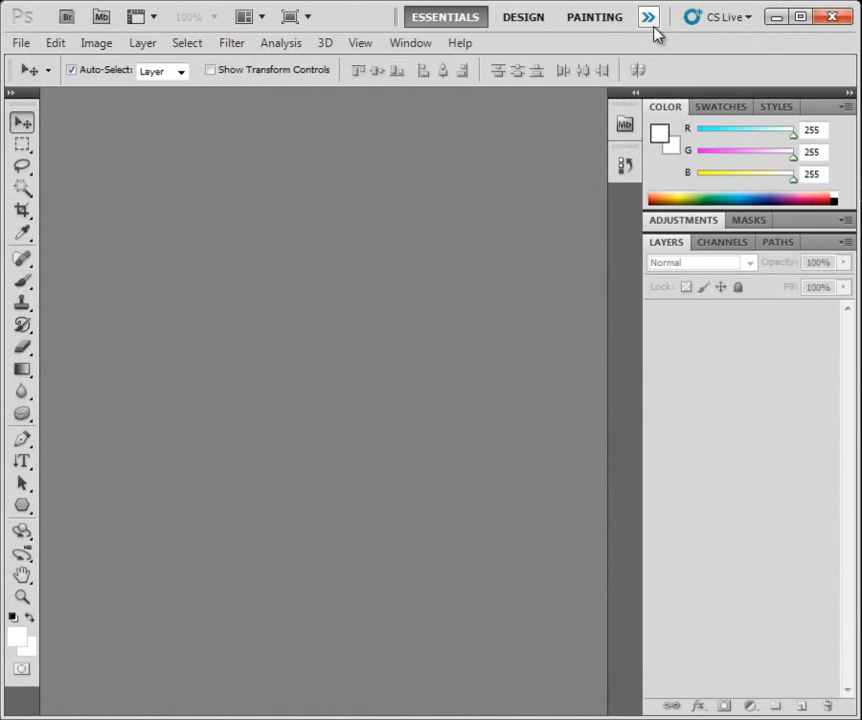 Ps Br Mb 100% ESSENTIALS DESIGN PAINTING CS Live
File Edit Image Layer Select Filter Analysis 3D View Window Help
Auto-Select: Layer Show Transform Controls
COLOR SWATCHES STYLES
Mb
R 255
G 255
B 255
ADJUSTMENTS MASKS
LAYERS CHANNELS PATHS
Normal Opacity: 100%
Lock: Fill: 100%